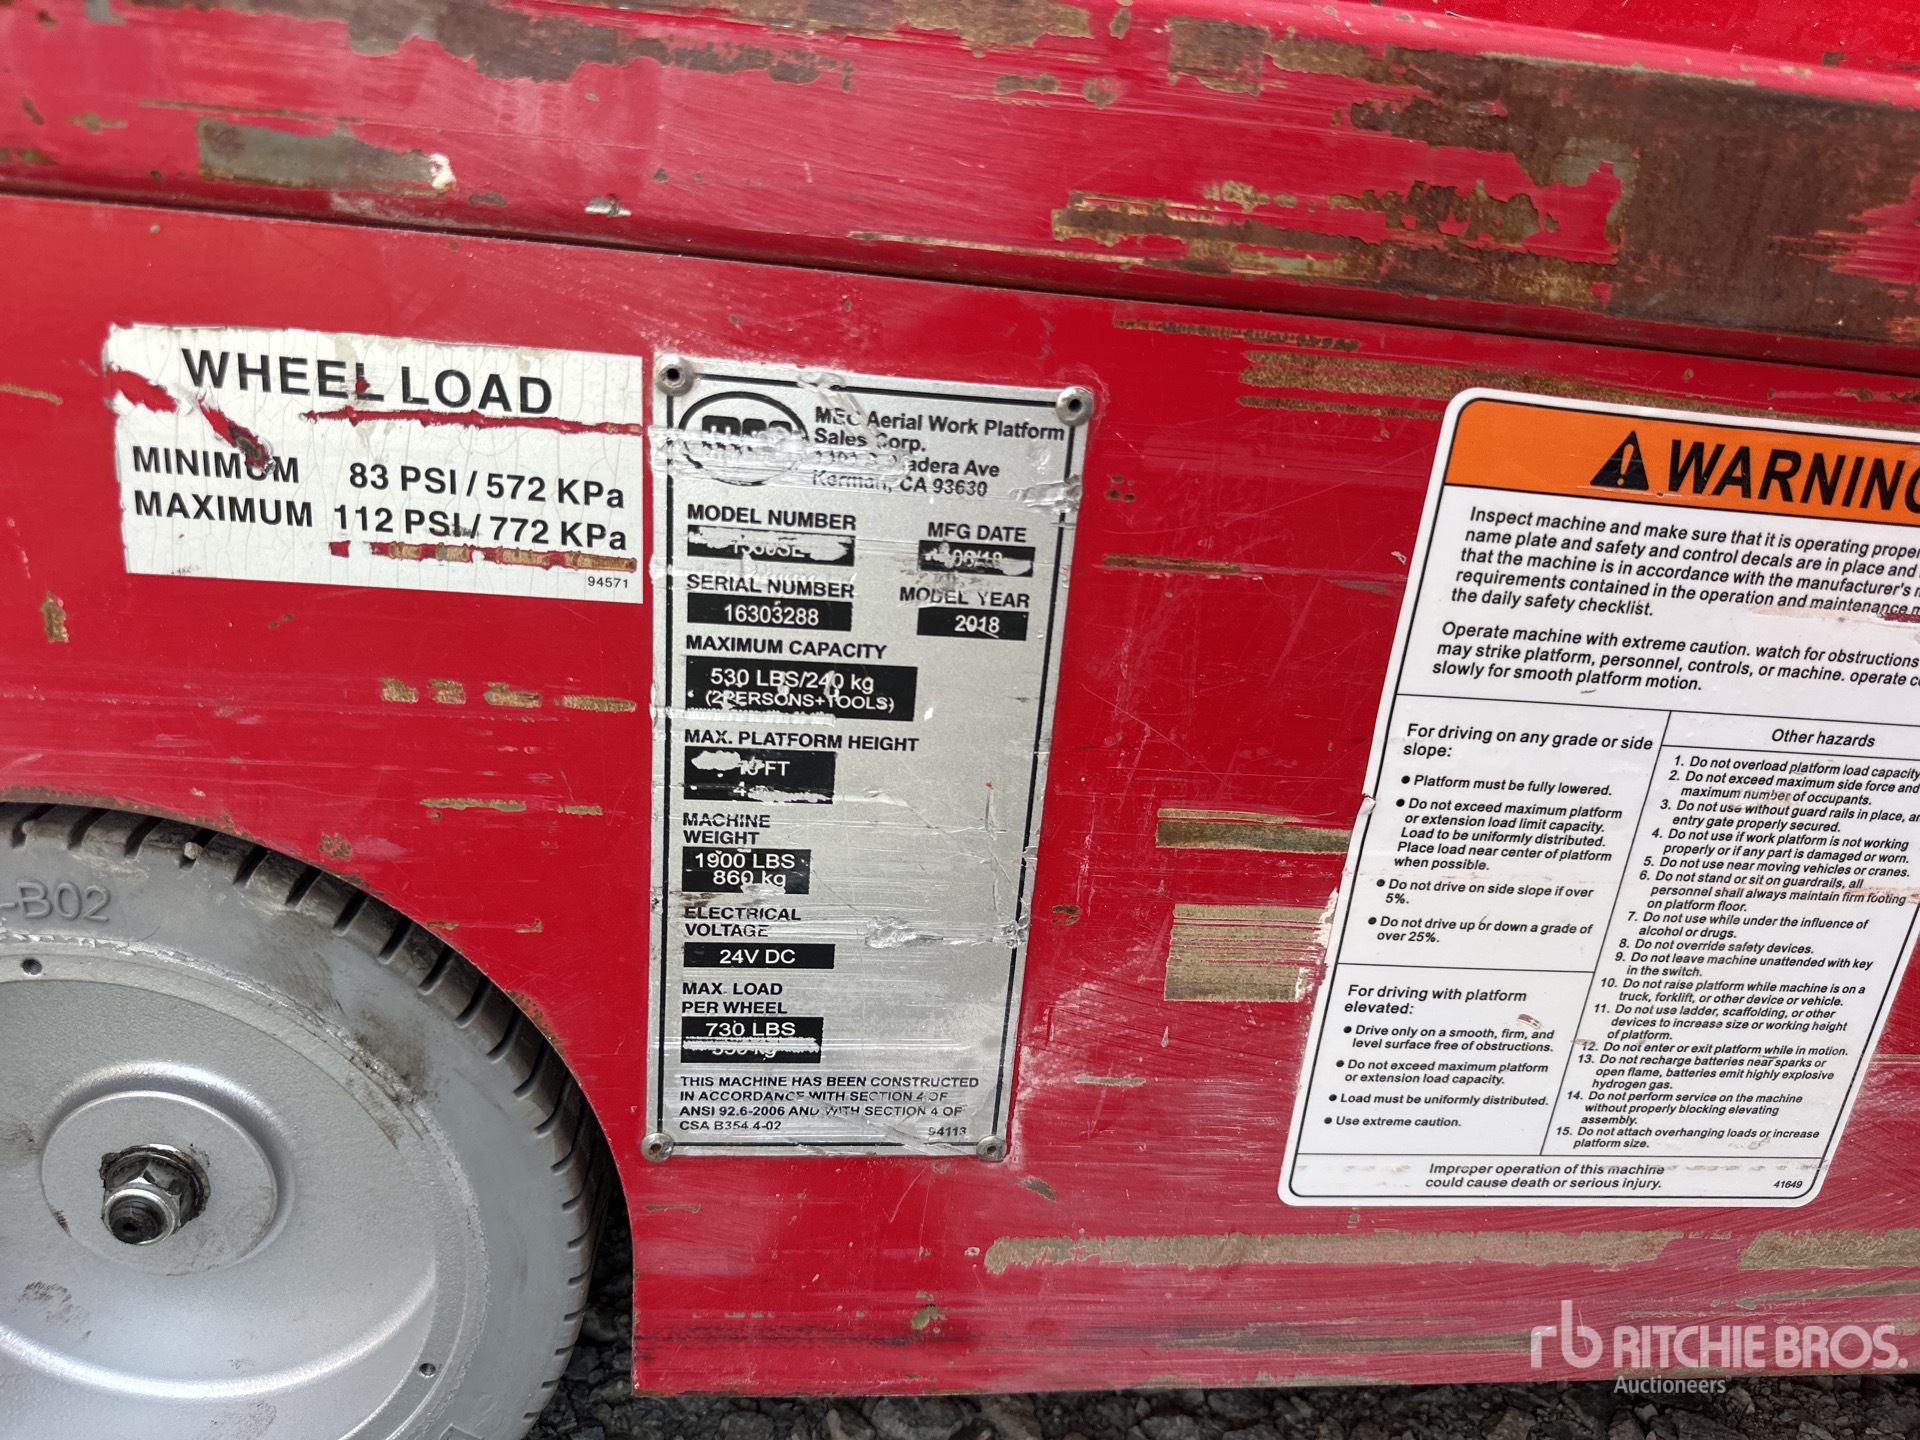 WHEEL LOAD
MINIMUM 83 PSI / 572 KPa
MAXIMUM 112 PSI / 772 KPa
94571
MEC Aerial Work Platform
Sales Corp.
Madera Ave
Kerman, CA 93630
MODEL NUMBER
MFG DATE
06/18
SERIAL NUMBER
16303288
MODEL YEAR
2018
MAXIMUM CAPACITY
530 LBS/240 kg
(2PERSONS+TOOLS)
MAX. PLATFORM HEIGHT
FT
MACHINE
WEIGHT
1900 LBS
860 kg
ELECTRICAL
VOLTAGE
24V DC
MAX. LOAD
PER WHEEL
730 LBS
THIS MACHINE HAS BEEN CONSTRUCTED
IN ACCORDANCE WITH SECTION 4 OF
ANSI 92.6-2006 AND WITH SECTION 4 OF
CSA B354.4-02
94113
WARNING
Inspect machine and make sure that it is operating
name plate and safety and control decals are in place and
that the machine is in accordance with the manufacturer's
requirements contained in the operation and maintenance
the daily safety checklist.
Operate machine with extreme caution. watch for obstructions
may strike platform, personnel, controls, or machine. operate
slowly for smooth platform motion.
For driving on any grade or side
slope:
• Platform must be fully lowered.
• Do not exceed maximum platform
or extension load limit capacity.
Load to be uniformly distributed.
Place load near center of platform
when possible.
• Do not drive on side slope if over
5%.
• Do not drive up or down a grade of
over 25%.
For driving with platform
elevated:
• Drive only on a smooth, firm, and
level surface free of obstructions.
• Do not exceed maximum platform
or extension load capacity.
• Load must be uniformly distributed.
• Use extreme caution.
Other hazards
1. Do not overload platform load capacity
2. Do not exceed maximum side force and
maximum number of occupants.
3. Do not use without guard rails in place,
entry gate properly secured.
4. Do not use if work platform is not working
properly or if any part is damaged or worn.
5. Do not use near moving vehicles or cranes.
6. Do not stand or sit on guardrails, all
personnel shall always maintain firm footing
on platform floor.
7. Do not use while under the influence of
alcohol or drugs.
8. Do not override safety devices.
9. Do not leave machine unattended with key
in the switch.
10. Do not raise platform while machine is on a
truck, forklift, or other device or vehicle.
11. Do not use ladder, scaffolding, or other
devices to increase size or working height
of platform.
12. Do not enter or exit platform while in motion.
13. Do not recharge batteries near sparks or
open flame, batteries emit highly explosive
hydrogen gas.
14. Do not perform service on the machine
without properly blocking elevating
assembly.
15. Do not attach overhanging loads or increase
platform size.
Improper operation of this machine
could cause death or serious injury.
41649
-B02
rb RITCHIE BROS.
Auctioneers